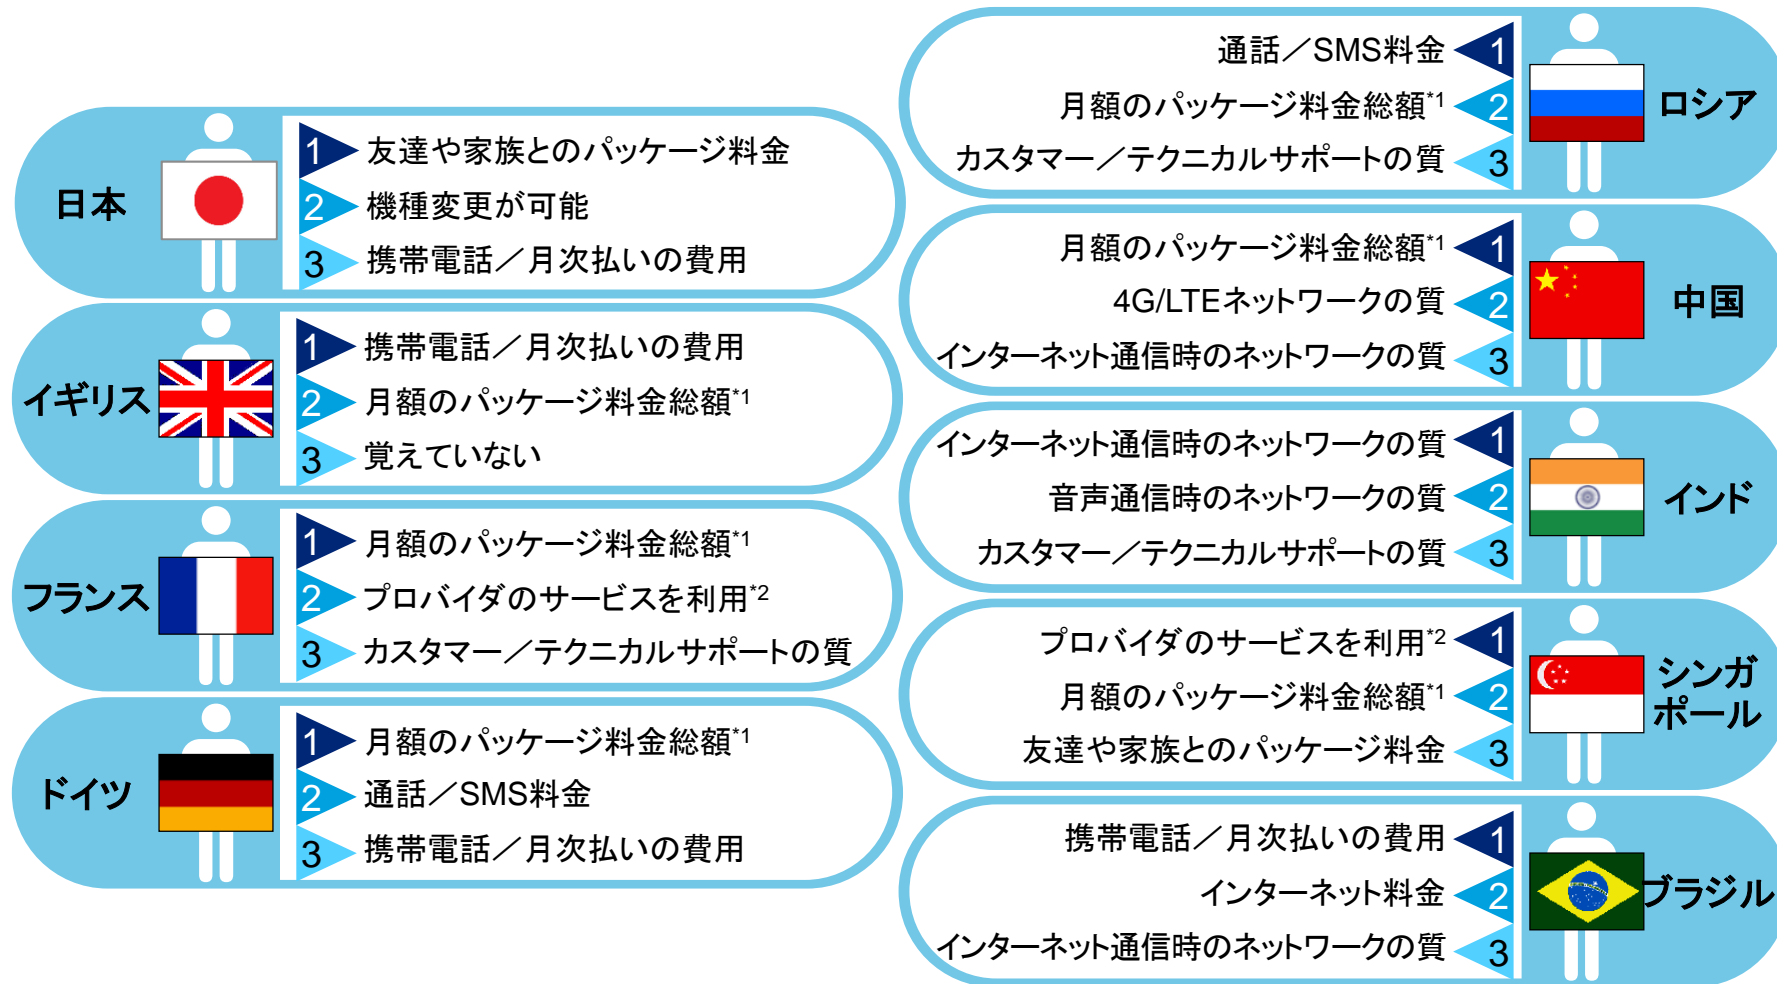 日本
1 友達や家族とのパッケージ料金
2 機種変更が可能
3 携帯電話／月次払いの費用
イギリス
1 携帯電話／月次払いの費用
2 月額のパッケージ料金総額*1
3 覚えていない
フランス
1 月額のパッケージ料金総額*1
2 プロバイダのサービスを利用*2
3 カスタマー／テクニカルサポートの質
ドイツ
1 月額のパッケージ料金総額*1
2 通話／SMS料金
3 携帯電話／月次払いの費用
ロシア
通話／SMS料金 1
月額のパッケージ料金総額*1 2
カスタマー／テクニカルサポートの質 3
中国
月額のパッケージ料金総額*1 1
4G/LTEネットワークの質 2
インターネット通信時のネットワークの質 3
インド
インターネット通信時のネットワークの質 1
音声通信時のネットワークの質 2
カスタマー／テクニカルサポートの質 3
シンガ
ポール
プロバイダのサービスを利用*2 1
月額のパッケージ料金総額*1 2
友達や家族とのパッケージ料金 3
ブラジル
携帯電話／月次払いの費用 1
インターネット料金 2
インターネット通信時のネットワークの質 3